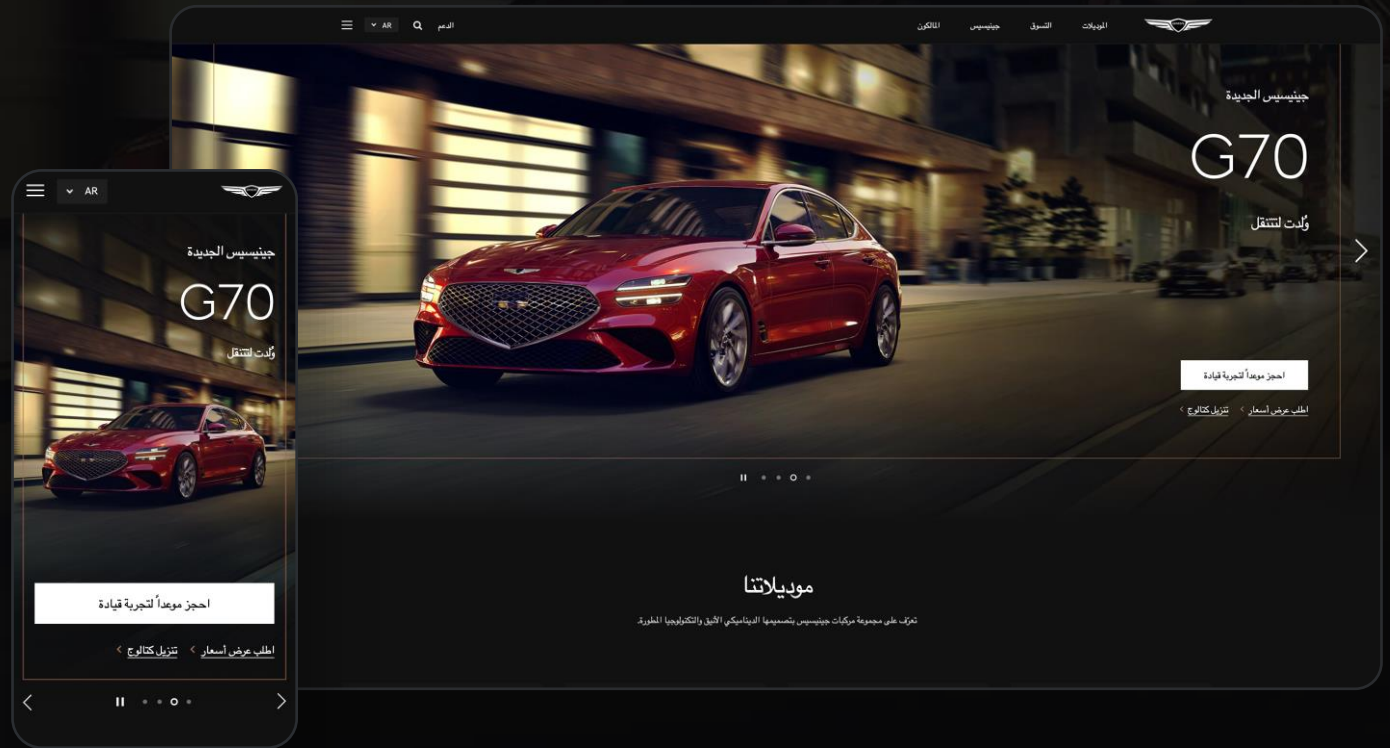 الموديلات
التسوق
جينيسيس
المالكون
الدعم
AR
جينيسيس الجديدة
G70
وُلدت لتتنقل
احجز موعداً لتجربة قيادة
اطلب عرض أسعار
تنزيل كتالوج
موديلاتنا
تعرّف على مجموعة مركبات جينيسيس بتصميمها الديناميكي الأنيق والتكنولوجيا المطورة.
AR
جينيسيس الجديدة
G70
وُلدت لتتنقل
احجز موعداً لتجربة قيادة
اطلب عرض أسعار
تنزيل كتالوج